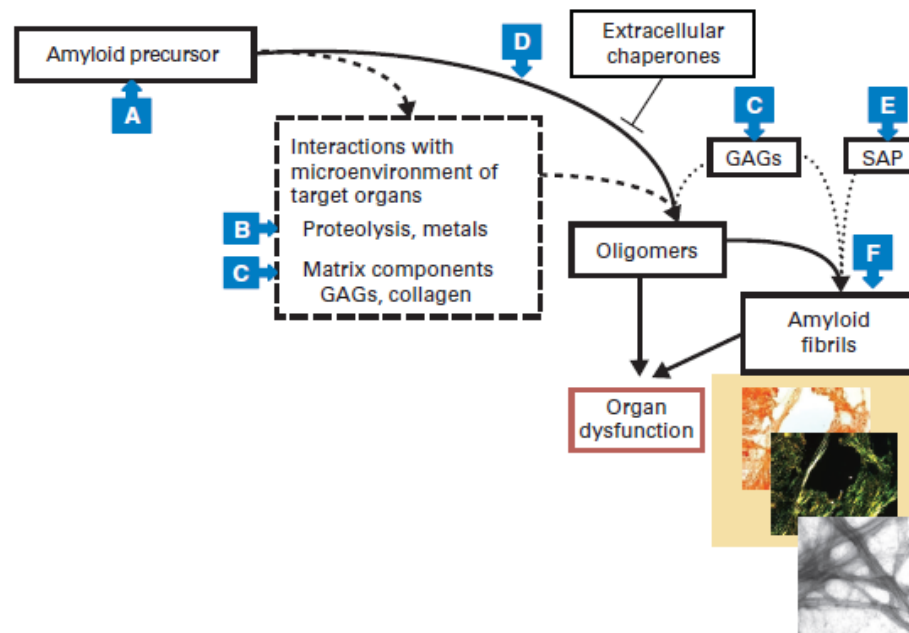 Amyloid precursor
A
D
Extracellular
chaperones
C
E
GAGs
SAP
Interactions with
microenvironment of
target organs
B
Proteolysis, metals
C
Matrix components
GAGs, collagen
Oligomers
F
Amyloid
fibrils
Organ
dysfunction